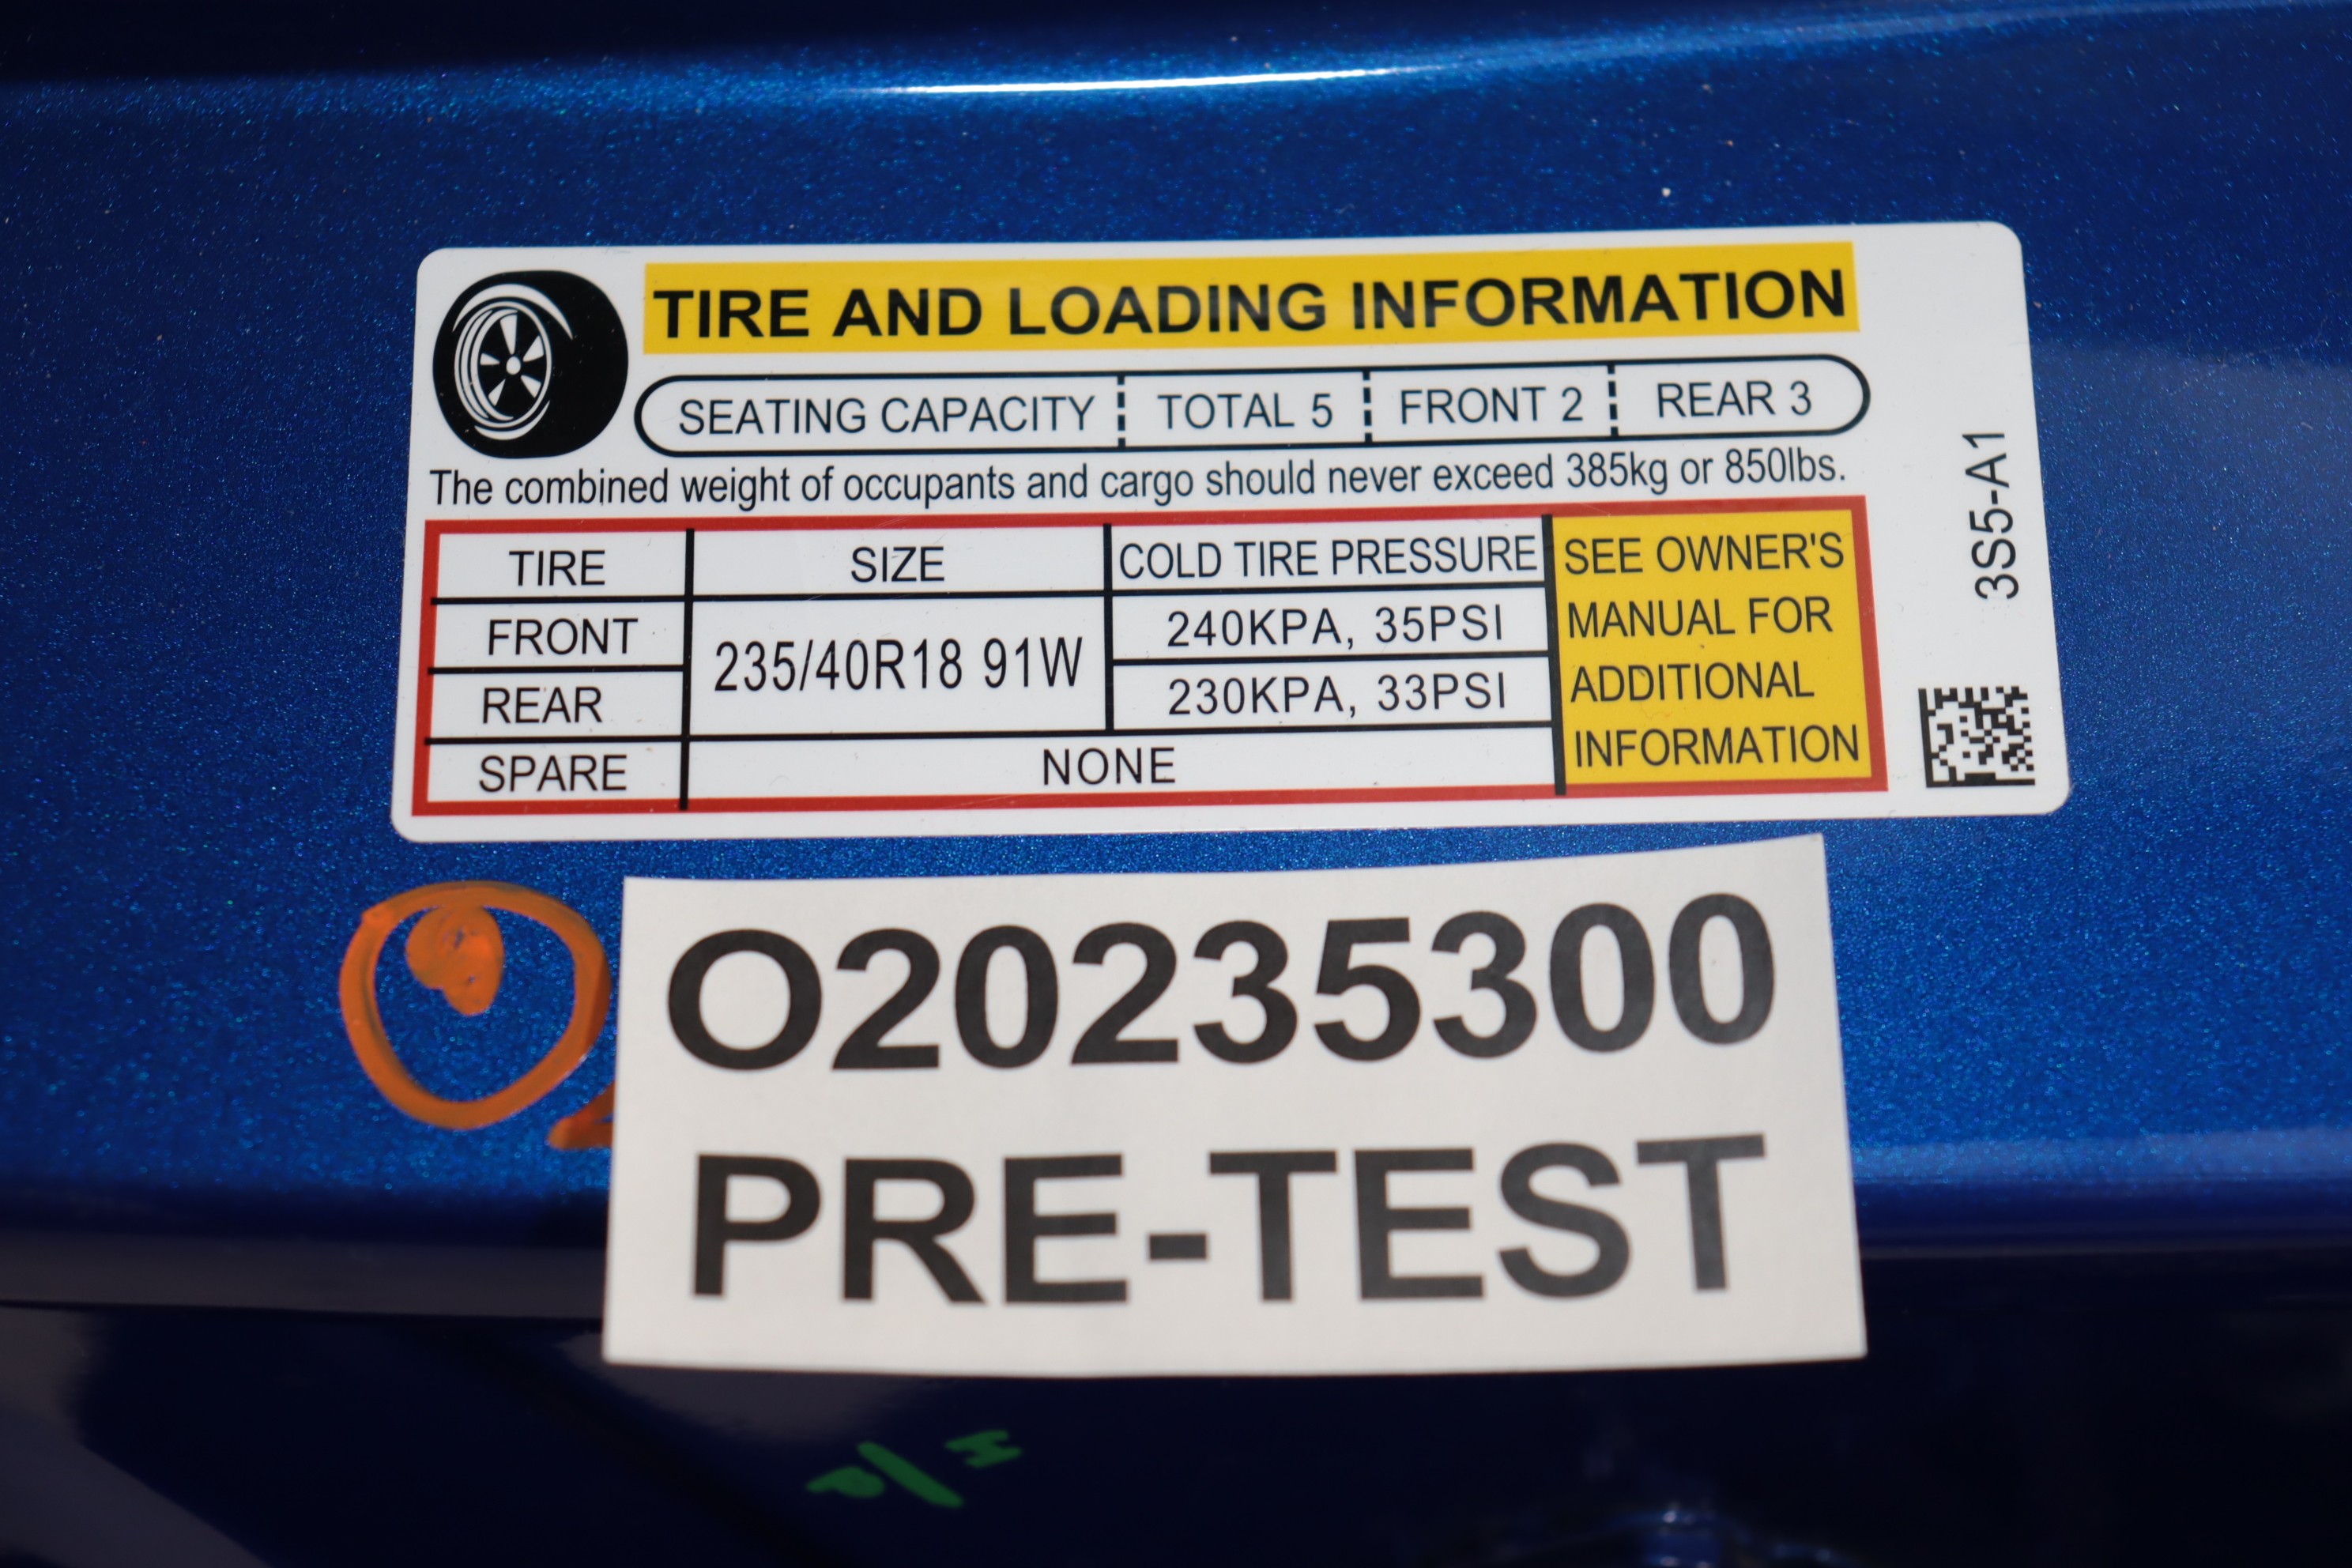 TIRE AND LOADING INFORMATION
SEATING CAPACITY TOTAL 5 FRONT 2 REAR 3
The combined weight of occupants and cargo should never exceed 385kg or 850lbs.
TIRE SIZE COLD TIRE PRESSURE
FRONT 235/40R18 91W 240KPA, 35PSI
REAR 230KPA, 33PSI
SPARE NONE
SEE OWNER'S
MANUAL FOR
ADDITIONAL
INFORMATION
3S5-A1
O20235300
PRE-TEST